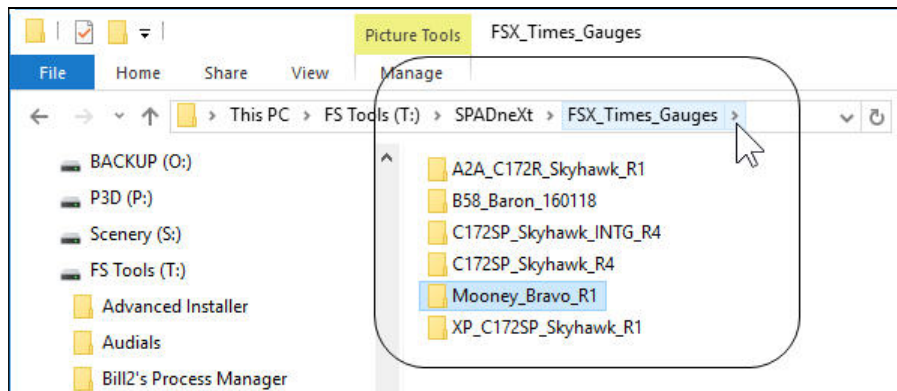 Picture Tools FSX_Times_Gauges
File Home Share View Manage
This PC > FS Tools (T:) > SPADneXt > FSX_Times_Gauges >
BACKUP (O:)
P3D (P:)
Scenery (S:)
FS Tools (T:)
Advanced Installer
Audials
Bill2's Process Manager
A2A_C172R_Skyhawk_R1
B58_Baron_160118
C172SP_Skyhawk_INTG_R4
C172SP_Skyhawk_R4
Mooney_Bravo_R1
XP_C172SP_Skyhawk_R1